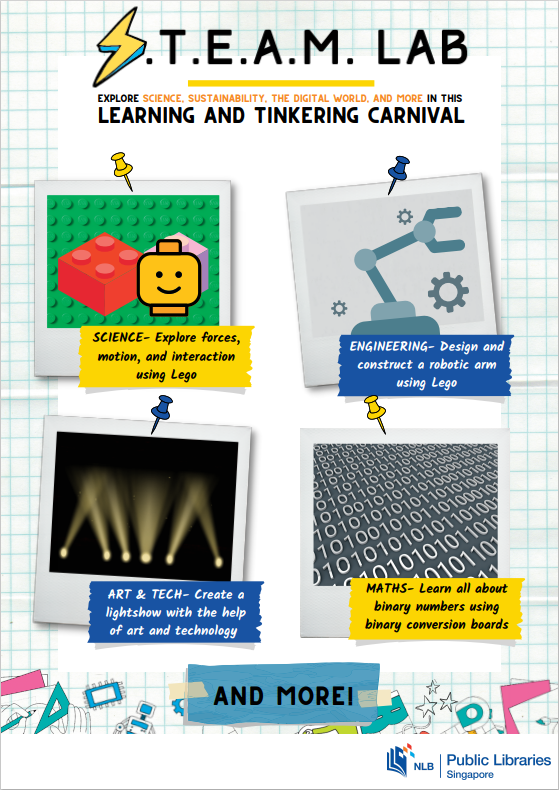 S.T.E.A.M. LAB
EXPLORE SCIENCE, SUSTAINABILITY, THE DIGITAL WORLD, AND MORE IN THIS
LEARNING AND TINKERING CARNIVAL
SCIENCE- Explore forces,
motion, and interaction
using Lego
ENGINEERING- Design and
construct a robotic arm
using Lego
ART & TECH- Create a
lightshow with the help
of art and technology
MATHS- Learn all about
binary numbers using
binary conversion boards
AND MORE!
NLB Public Libraries
Singapore